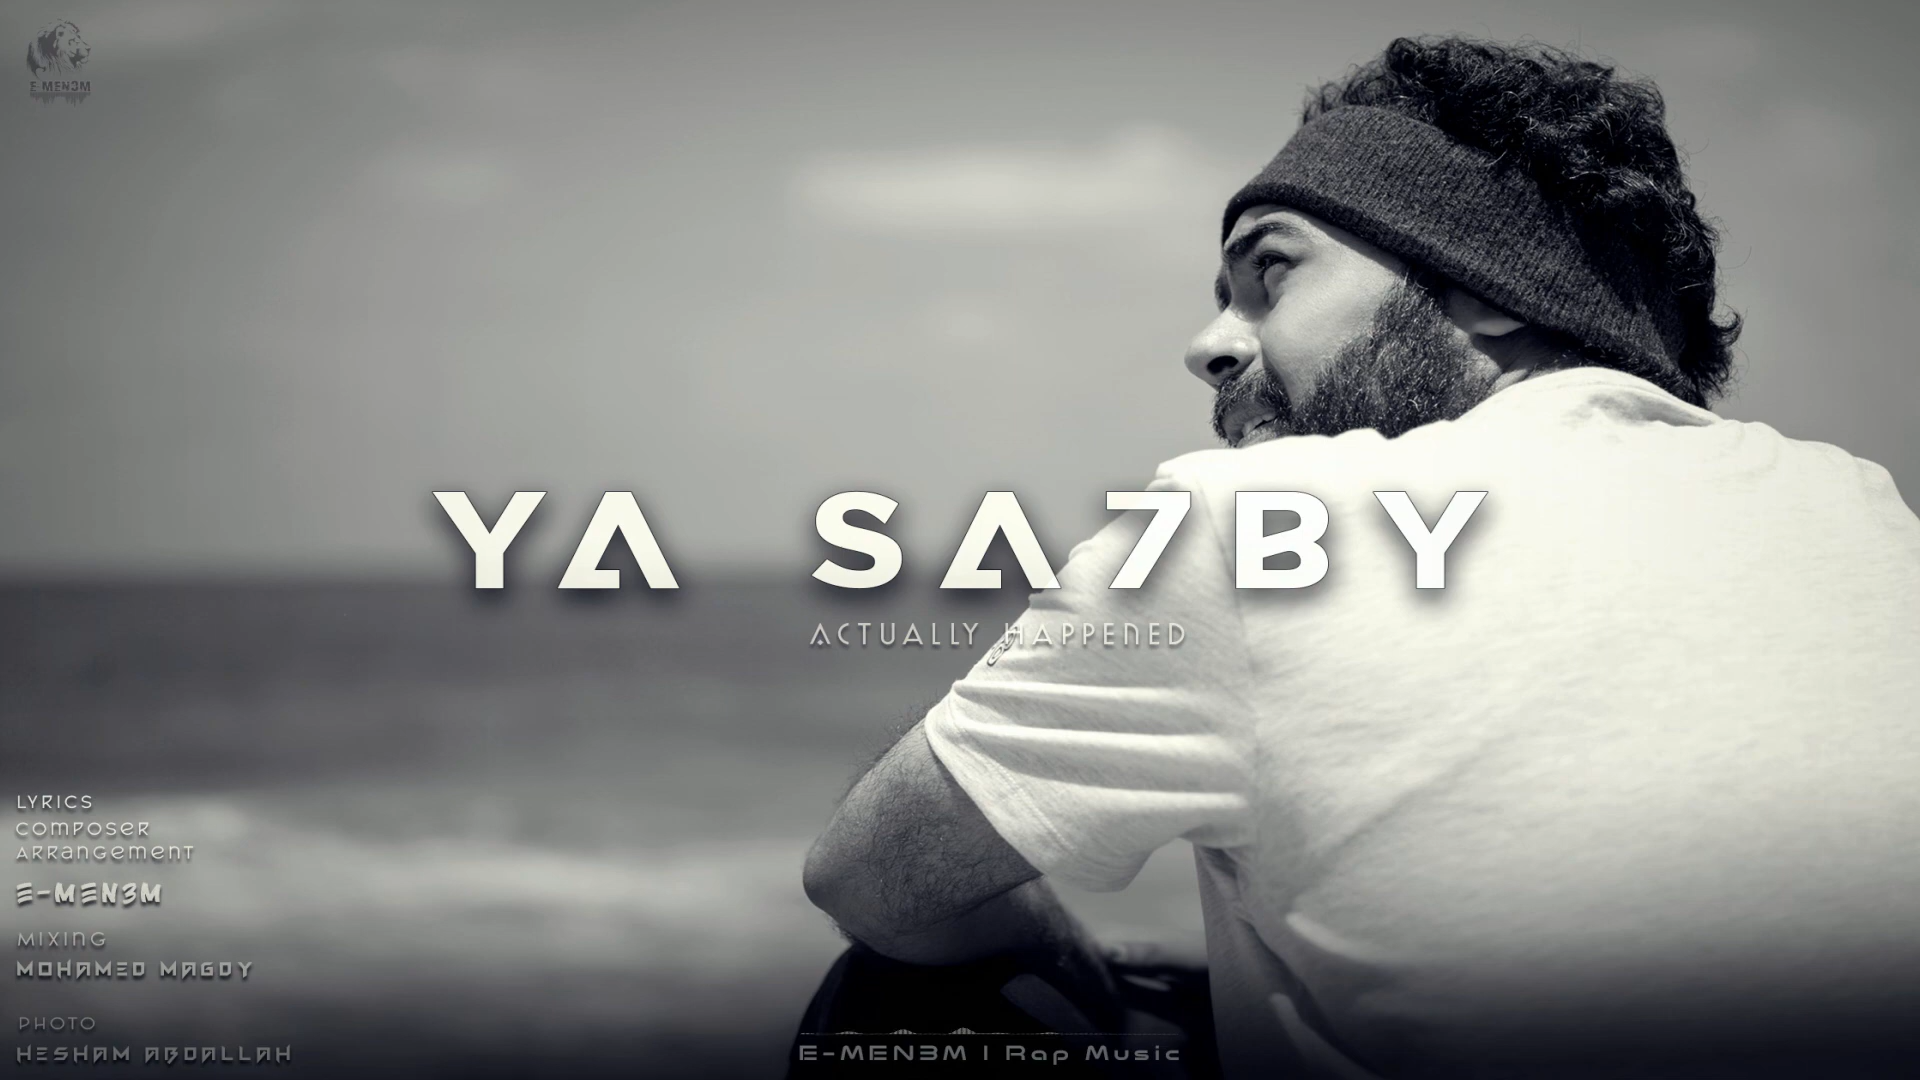 E-MEN3M
YA SA7BY
ACTUALLY HAPPENED
LYRICS
COMPOSER
ARRANGEMENT
E-MEN3M
MIXING
MOHAMED MAGDY
PHOTO
HESHAM ABDALLAH
E-MEN3M | Rap Music